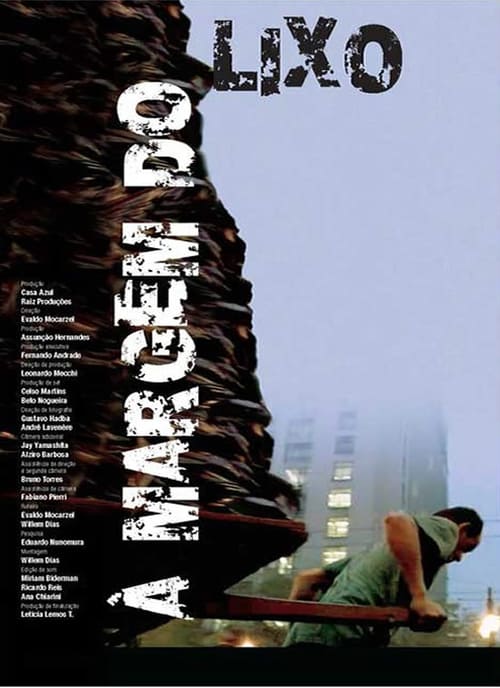 LiXO
À MARGEM DO
Produção
Casa Azul
Raiz Produções
Direção
Evaldo Mocarzel
Produção
Assunção Hernandes
Produção executiva
Fernando Andrade
Direção de produção
Leonardo Mecchi
Produção de set
Celso Martins
Beto Nogueira
Direção de fotografia
Gustavo Hadba
André Lavenère
Câmera adicional
Jay Yamashita
Alziro Barbosa
Assistência de direção
e segunda câmera
Bruno Torres
Assistência de câmera
Fabiano Pierri
Roteiro
Evaldo Mocarzel
Willem Dias
Pesquisa
Eduardo Nunomura
Montagem
Willem Dias
Edição de som
Miriam Biderman
Ricardo Reis
Ana Chiarini
Produção de finalização
Letícia Lemos T.